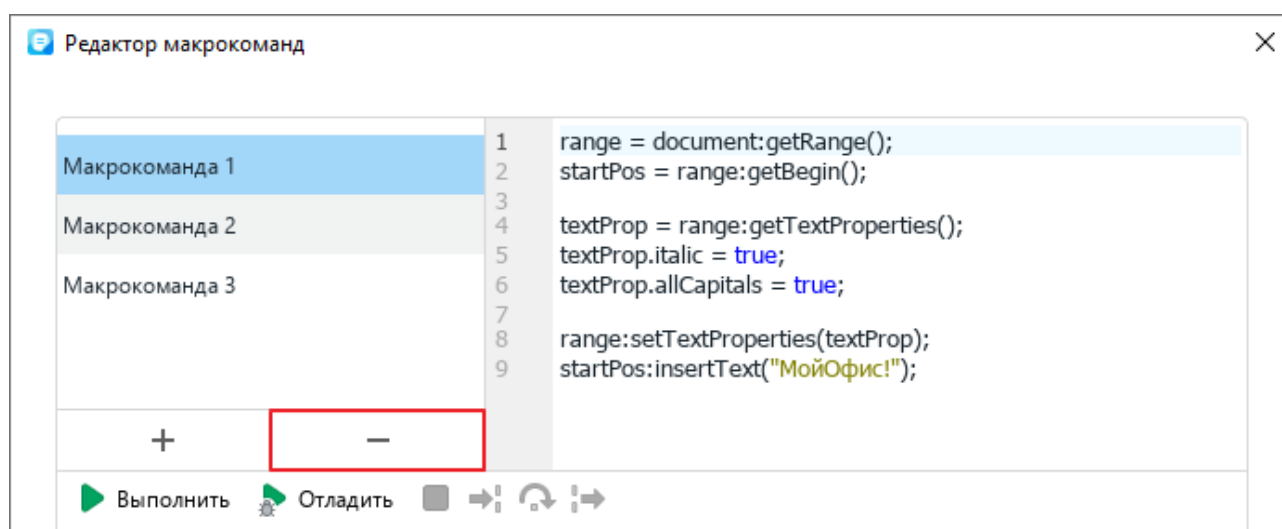 Редактор макрокоманд
Макрокоманда 1
Макрокоманда 2
Макрокоманда 3
1 range = document:getRange();
2 startPos = range:getBegin();
3
4 textProp = range:getTextProperties();
5 textProp.italic = true;
6 textProp.allCapitals = true;
7
8 range:setTextProperties(textProp);
9 startPos:insertText("МойОфис!");
+ −
Выполнить Отладить